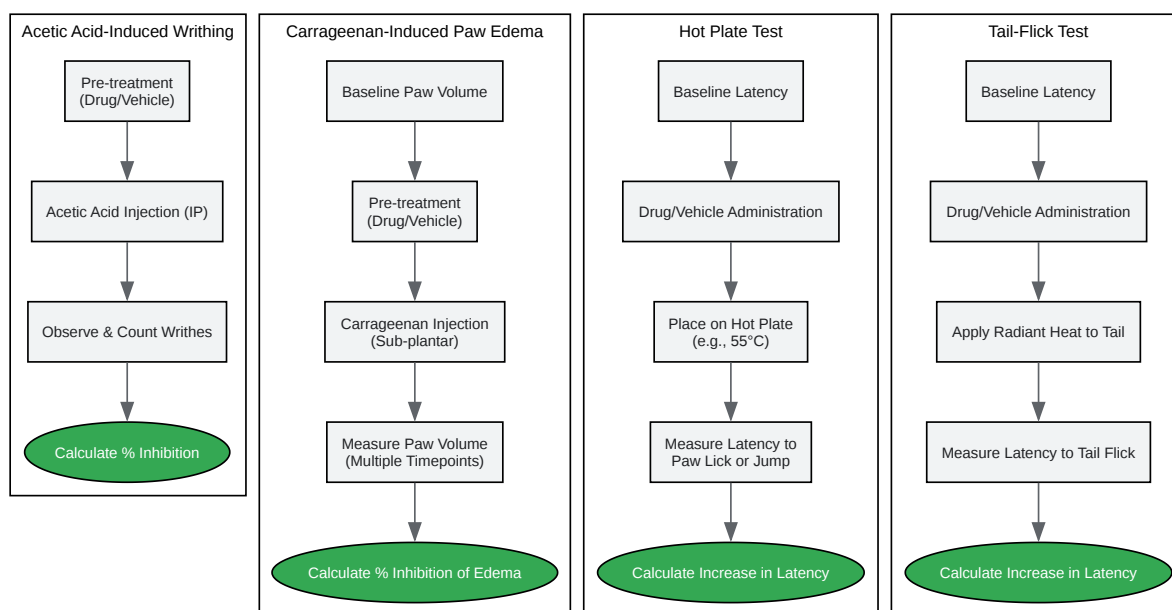 Acetic Acid-Induced Writhing
Pre-treatment
(Drug/Vehicle)
Acetic Acid Injection (IP)
Observe & Count Writhes
Calculate % Inhibition
Carrageenan-Induced Paw Edema
Baseline Paw Volume
Pre-treatment
(Drug/Vehicle)
Carrageenan Injection
(Sub-plantar)
Measure Paw Volume
(Multiple Timepoints)
Calculate % Inhibition of Edema
Hot Plate Test
Baseline Latency
Drug/Vehicle Administration
Place on Hot Plate
(e.g., 55°C)
Measure Latency to
Paw Lick or Jump
Calculate Increase in Latency
Tail-Flick Test
Baseline Latency
Drug/Vehicle Administration
Apply Radiant Heat to Tail
Measure Latency to Tail Flick
Calculate Increase in Latency